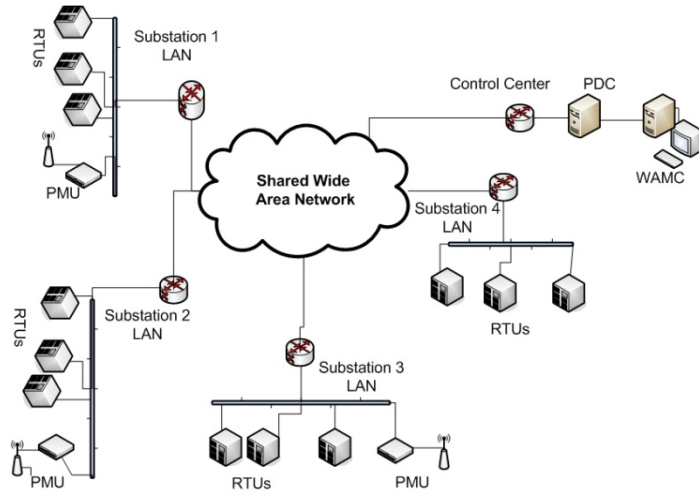 RTUs
Substation 1
LAN
PMU
Control Center
PDC
WAMC
Shared Wide
Area Network
Substation 4
LAN
RTUs
RTUs
Substation 2
LAN
PMU
Substation 3
LAN
RTUs
PMU